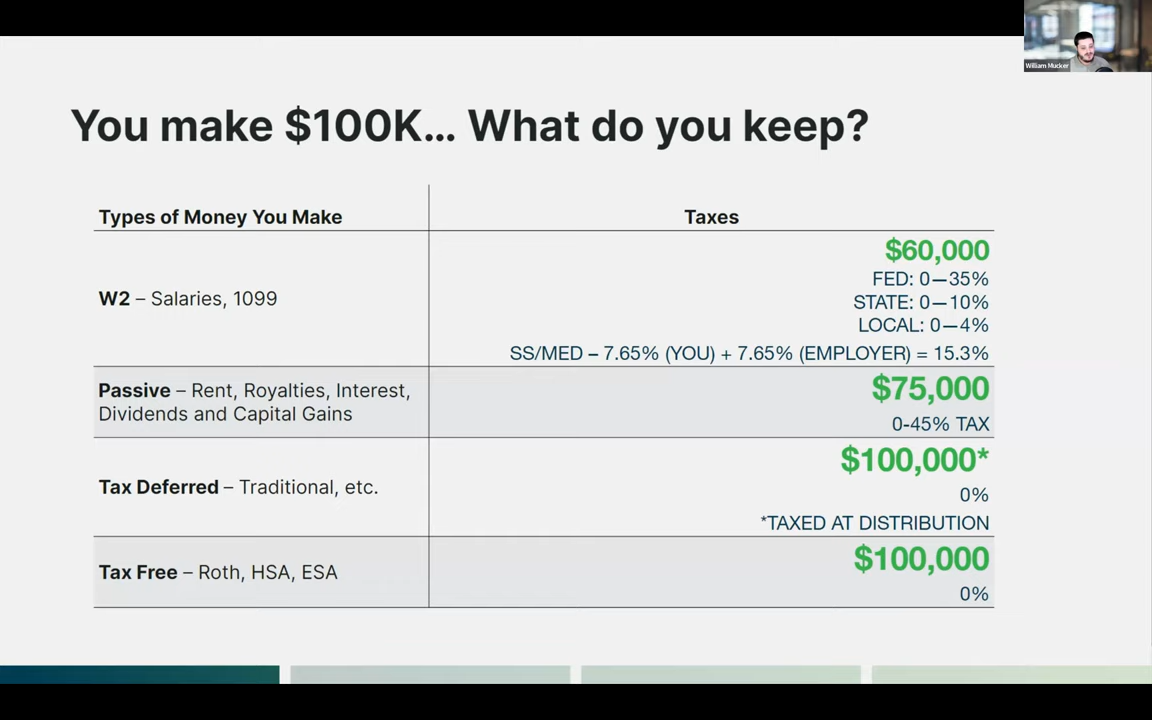 William Mucker
You make $100K... What do you keep?
Types of Money You Make
Taxes
W2 – Salaries, 1099
$60,000
FED: 0—35%
STATE: 0—10%
LOCAL: 0—4%
SS/MED – 7.65% (YOU) + 7.65% (EMPLOYER) = 15.3%
Passive – Rent, Royalties, Interest,
Dividends and Capital Gains
$75,000
0-45% TAX
Tax Deferred – Traditional, etc.
$100,000*
0%
*TAXED AT DISTRIBUTION
Tax Free – Roth, HSA, ESA
$100,000
0%